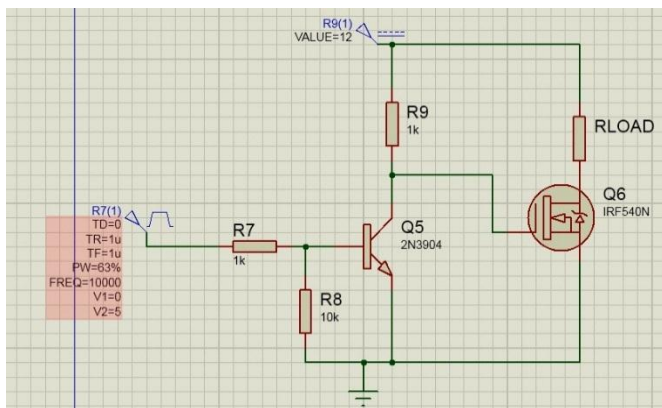 R9(1)
VALUE=12
R9
1k
RLOAD
Q6
IRF540N
R7(1)
TD=0
TR=1u
TF=1u
PW=63%
FREQ=10000
V1=0
V2=5
R7
1k
Q5
2N3904
R8
10k